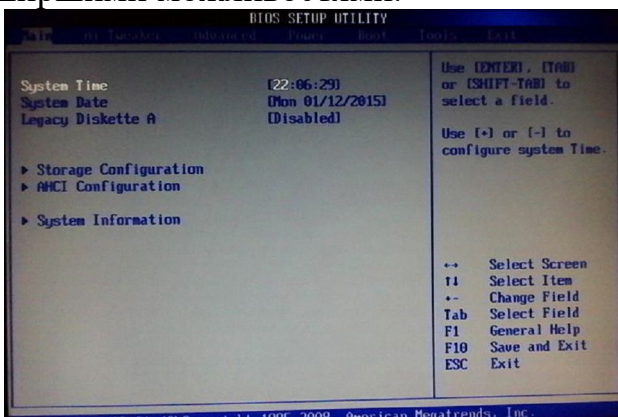 BIOS SETUP UTILITY
Main Ai Tweaker Advanced Power Boot Tools Exit
System Time [22:06:29]
System Date [Mon 01/12/2015]
Legacy Diskette A [Disabled]
▶ Storage Configuration
▶ AHCI Configuration
▶ System Information
Use [ENTER], [TAB]
or [SHIFT-TAB] to
select a field.
Use [+] or [-] to
configure system Time.
↔ Select Screen
↑↓ Select Item
+- Change Field
Tab Select Field
F1 General Help
F10 Save and Exit
ESC Exit
1985-2008, American Megatrends, Inc.